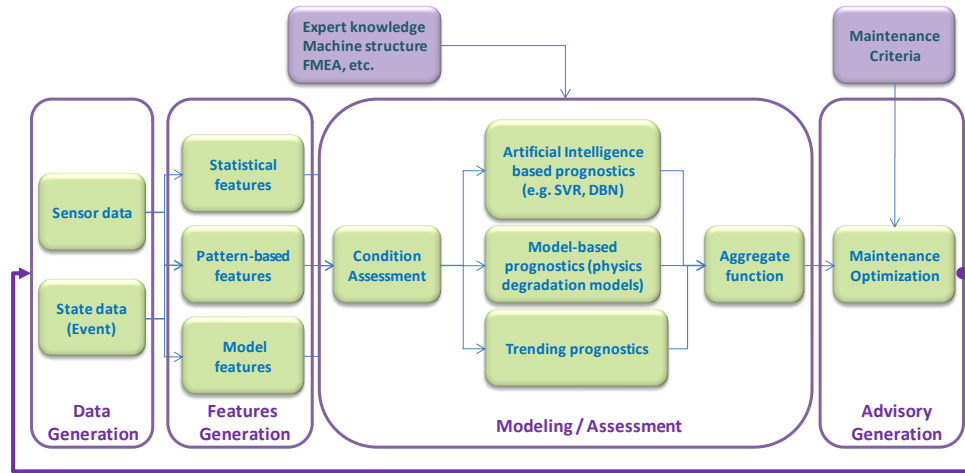 Expert knowledge
Machine structure
FMEA, etc.
Maintenance
Criteria
Sensor data
State data
(Event)
Data
Generation
Statistical
features
Pattern-based
features
Model
features
Features
Generation
Condition
Assessment
Artificial Intelligence
based prognostics
(e.g. SVR, DBN)
Model-based
prognostics (physics
degradation models)
Trending prognostics
Aggregate
function
Modeling / Assessment
Maintenance
Optimization
Advisory
Generation